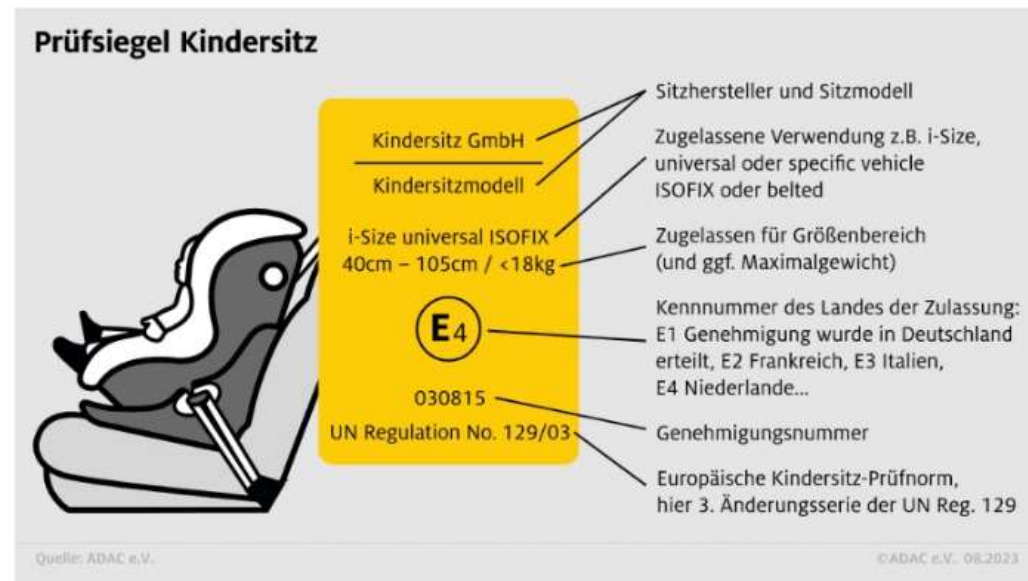 Prüfsiegel Kindersitz
Kindersitz GmbH
Kindersitzmodell
i-Size universal ISOFIX
40cm – 105cm / <18kg
E4
030815
UN Regulation No. 129/03
Sitzhersteller und Sitzmodell
Zugelassene Verwendung z.B. i-Size,
universal oder specific vehicle
ISOFIX oder belted
Zugelassen für Größenbereich
(und ggf. Maximalgewicht)
Kennnummer des Landes der Zulassung:
E1 Genehmigung wurde in Deutschland
erteilt, E2 Frankreich, E3 Italien,
E4 Niederlande...
Genehmigungsnummer
Europäische Kindersitz-Prüfnorm,
hier 3. Änderungsserie der UN Reg. 129
Quelle: ADAC e.V.
©ADAC e.V. 08.2023